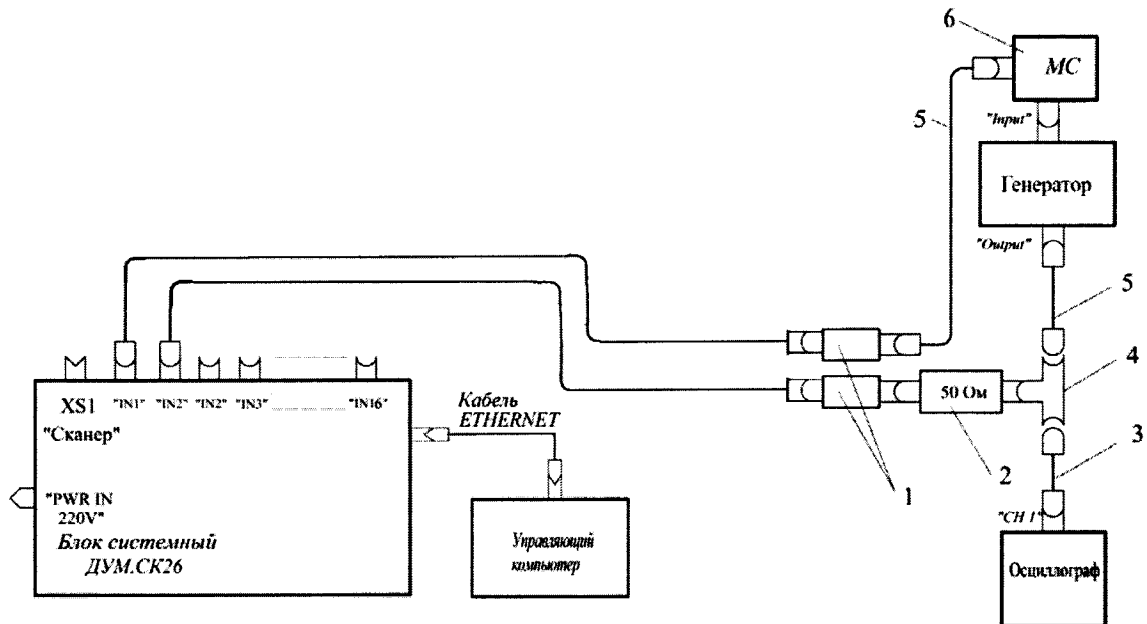 6
МС
5
"Input"
Генератор
"Output"
5
4
XS1 "IN1" "IN2" "IN2" "IN3" "IN16"
"Сканер"
Кабель
ETHERNET
50 Ом
3
1
2
"PWR IN
220V"
Блок системный
ДУМ.СК26
Управляющий
компьютер
"CH 1"
Осциллограф